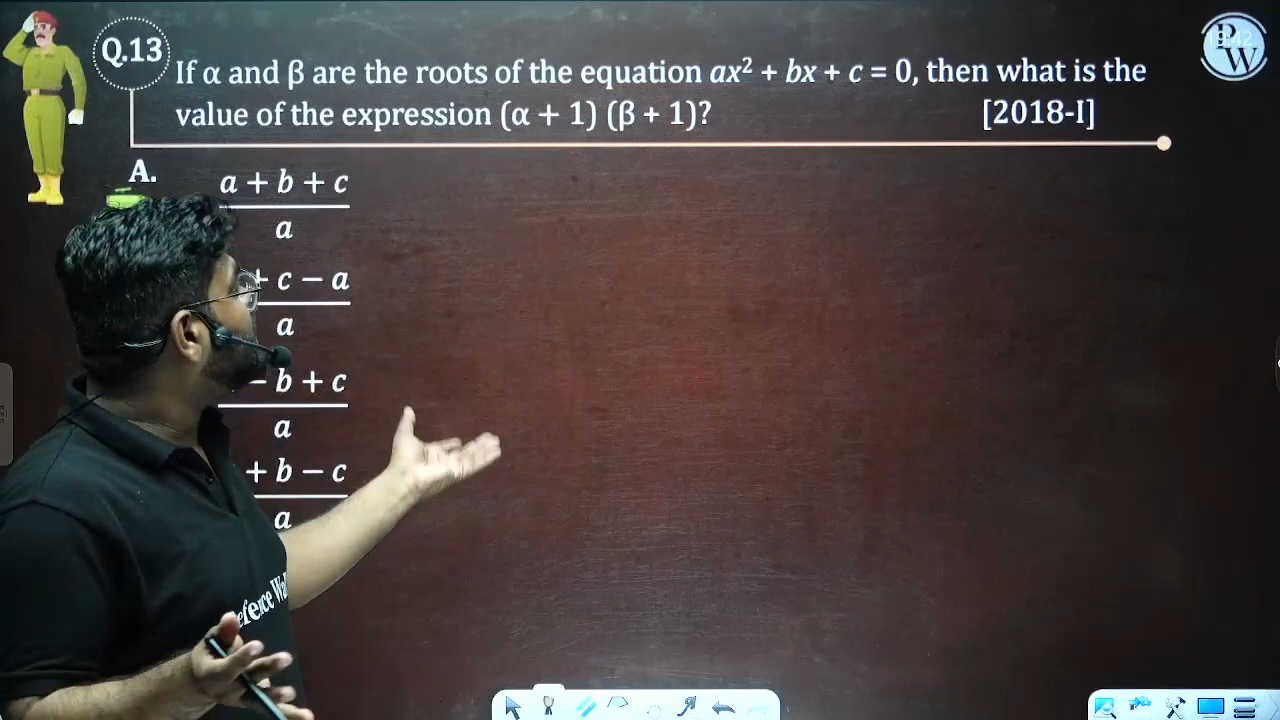 Q.13
If α and β are the roots of the equation ax² + bx + c = 0, then what is the
value of the expression (α + 1) (β + 1)?
[2018-I]
PW
A.
a + b + c
a
+ c − a
a
− b + c
a
+ b − c
a